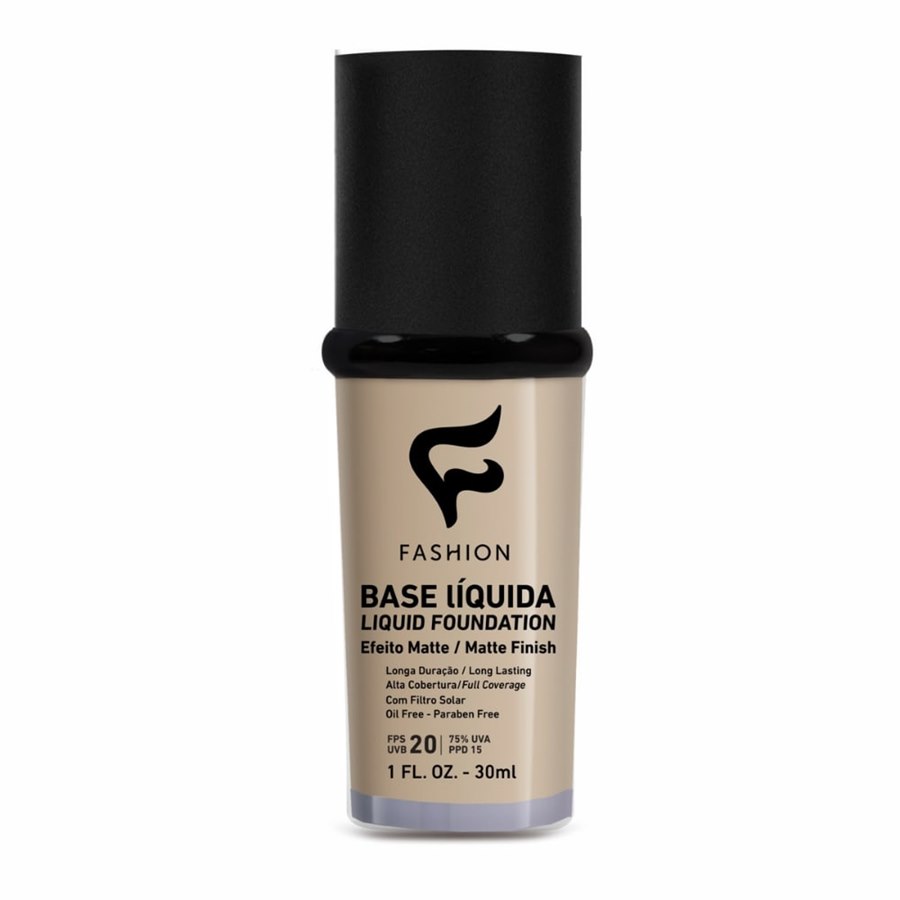 FASHION
BASE lÍQUIDA
LIQUID FOUNDATION
Efeito Matte / Matte Finish
Longa Duração / Long Lasting
Alta Cobertura/Full Coverage
Com Filtro Solar
Oil Free - Paraben Free
FPS UVB 20 | 75% UVA PPD 15
1 FL. OZ. - 30ml